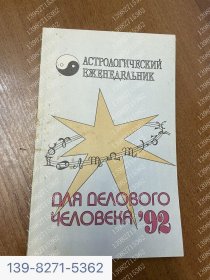 АСТРОЛОГИЧЕСКИЙ
ЕЖЕНЕДЕЛЬНИК
ДЛЯ ДЕЛОВОГО
ЧЕЛОВЕКА '92
139-8271-5362